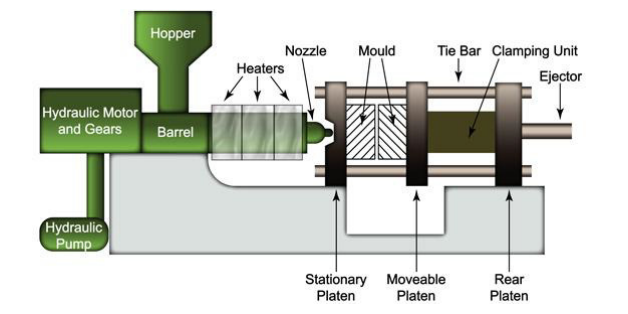 Hopper
Nozzle
Mould
Tie Bar
Clamping Unit
Heaters
Ejector
Hydraulic Motor
and Gears
Barrel
Hydraulic
Pump
Stationary
Platen
Moveable
Platen
Rear
Platen